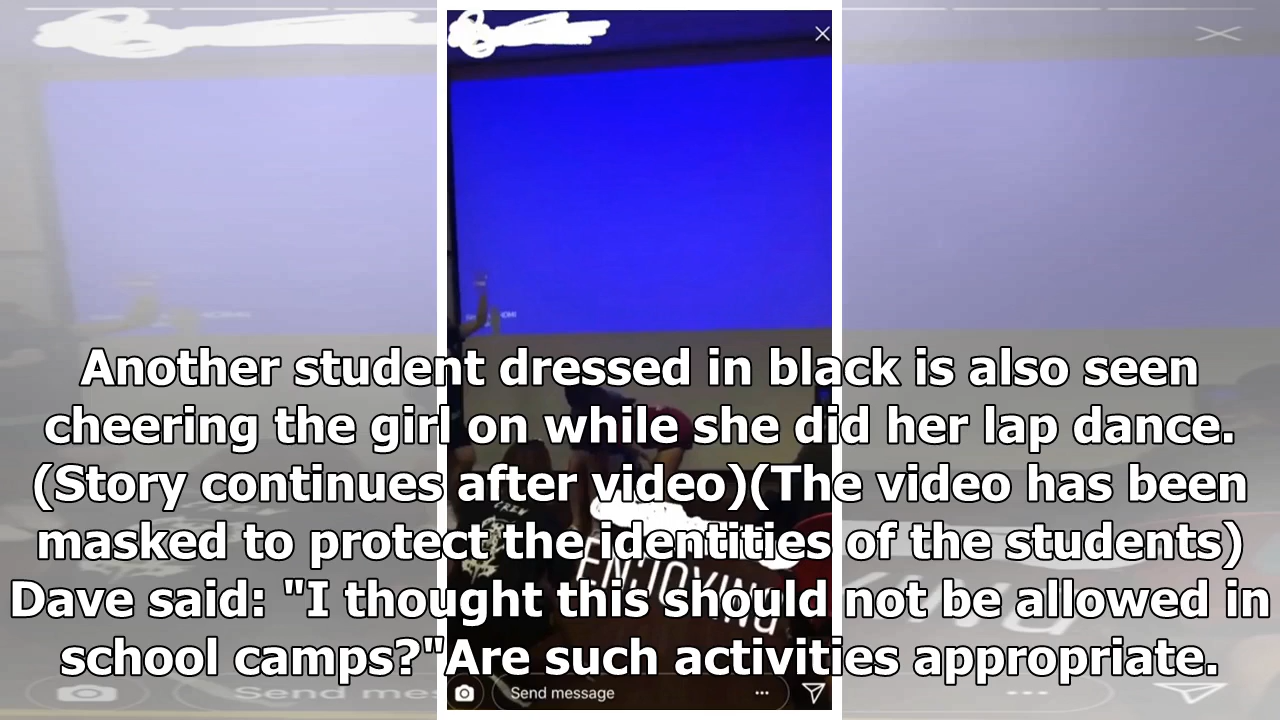 Another student dressed in black is also seen
cheering the girl on while she did her lap dance.
(Story continues after video)(The video has been
masked to protect the identities of the students)
Dave said: "I thought this should not be allowed in
school camps?"Are such activities appropriate.
ENJOYING
Send message